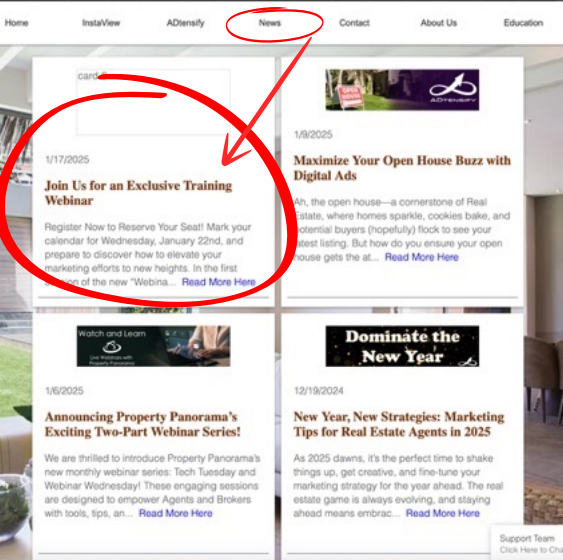 Home InstaView ADtensify News Contact About Us Education
card
1/17/2025
Join Us for an Exclusive Training
Webinar
Register Now to Reserve Your Seat! Mark your
calendar for Wednesday, January 22nd, and
prepare to discover how to elevate your
marketing efforts to new heights. In the first
of the new "Webina... Read More Here
OPEN HOUSE
ADTENSIFY
1/9/2025
Maximize Your Open House Buzz with
Digital Ads
Ah, the open house—a cornerstone of Real
Estate, where homes sparkle, cookies bake, and
potential buyers (hopefully) flock to see your
latest listing. But how do you ensure your open
house gets the at... Read More Here
Watch and Learn
Live Webinars with
Property Panorama
1/6/2025
Announcing Property Panorama's
Exciting Two-Part Webinar Series!
We are thrilled to introduce Property Panorama's
new monthly webinar series: Tech Tuesday and
Webinar Wednesday! These engaging sessions
are designed to empower Agents and Brokers
with tools, tips, an... Read More Here
Dominate the
New Year
12/19/2024
New Year, New Strategies: Marketing
Tips for Real Estate Agents in 2025
As 2025 dawns, it's the perfect time to shake
things up, get creative, and fine-tune your
marketing strategy for the year ahead. The real
estate game is always evolving, and staying
ahead means embrac... Read More Here
Support Team
Click Here to Cha